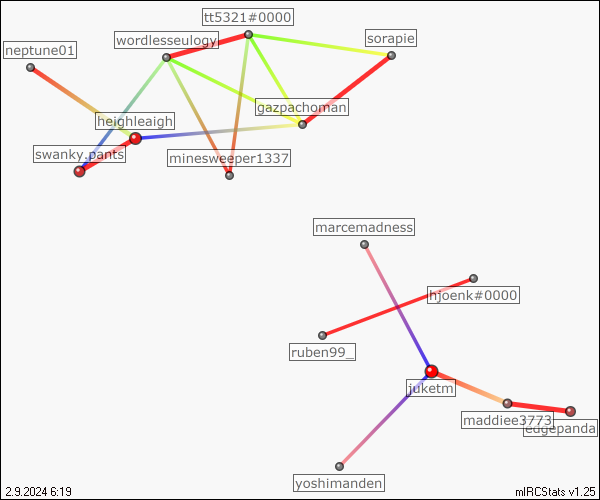 tt5321#0000
wordlesseulogy
sorapie
neptune01
gazpachoman
heighleaigh
swanky.pants
minesweeper1337
marcemadness
hjoenk#0000
ruben99_
juketm
maddiee3773
edgepanda
yoshimanden
2.9.2024 6:19
mIRCStats v1.25